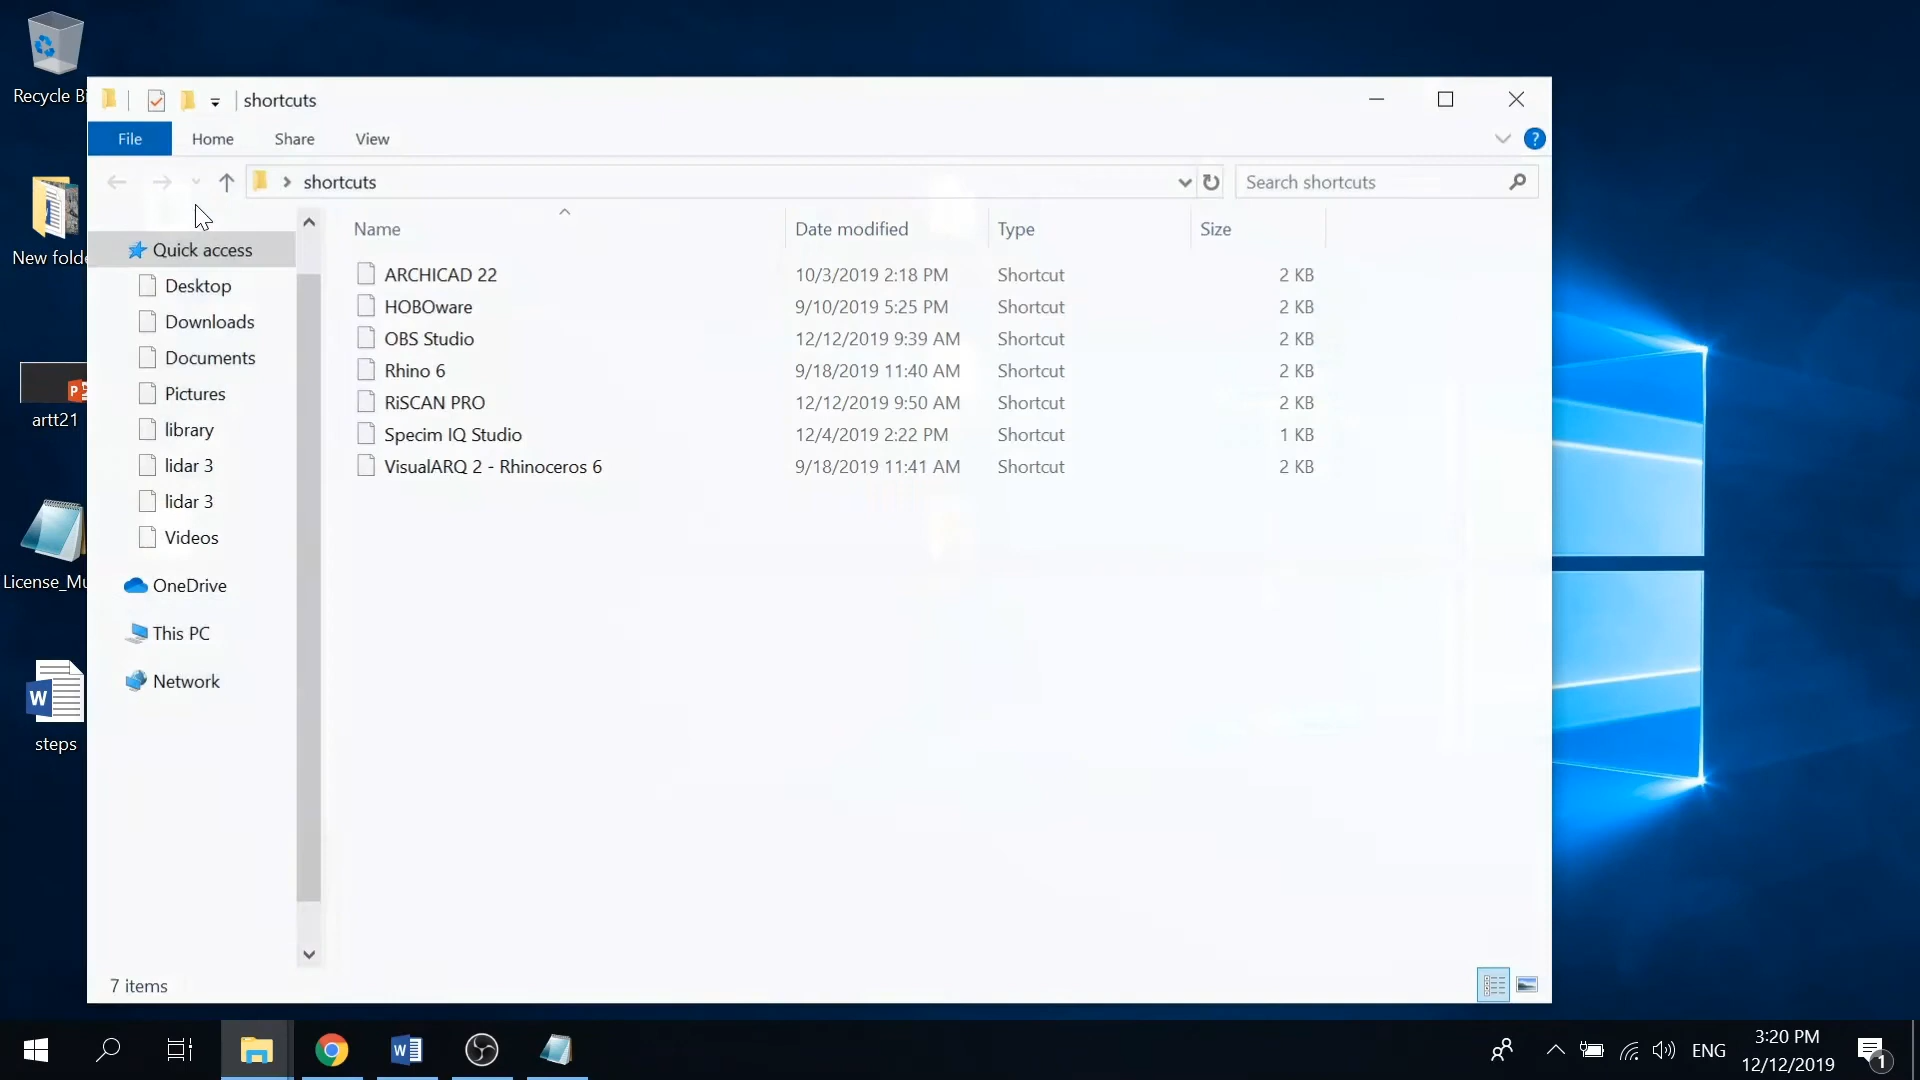 Recycle Bi
New folde
artt21
License_Mu
steps
shortcuts
File Home Share View
shortcuts
Search shortcuts
Quick access
Desktop
Downloads
Documents
Pictures
library
lidar 3
lidar 3
Videos
OneDrive
This PC
Network
Name Date modified Type Size
ARCHICAD 22 10/3/2019 2:18 PM Shortcut 2 KB
HOBOware 9/10/2019 5:25 PM Shortcut 2 KB
OBS Studio 12/12/2019 9:39 AM Shortcut 2 KB
Rhino 6 9/18/2019 11:40 AM Shortcut 2 KB
RiSCAN PRO 12/12/2019 9:50 AM Shortcut 2 KB
Specim IQ Studio 12/4/2019 2:22 PM Shortcut 1 KB
VisualARQ 2 - Rhinoceros 6 9/18/2019 11:41 AM Shortcut 2 KB
7 items
ENG
3:20 PM
12/12/2019
1